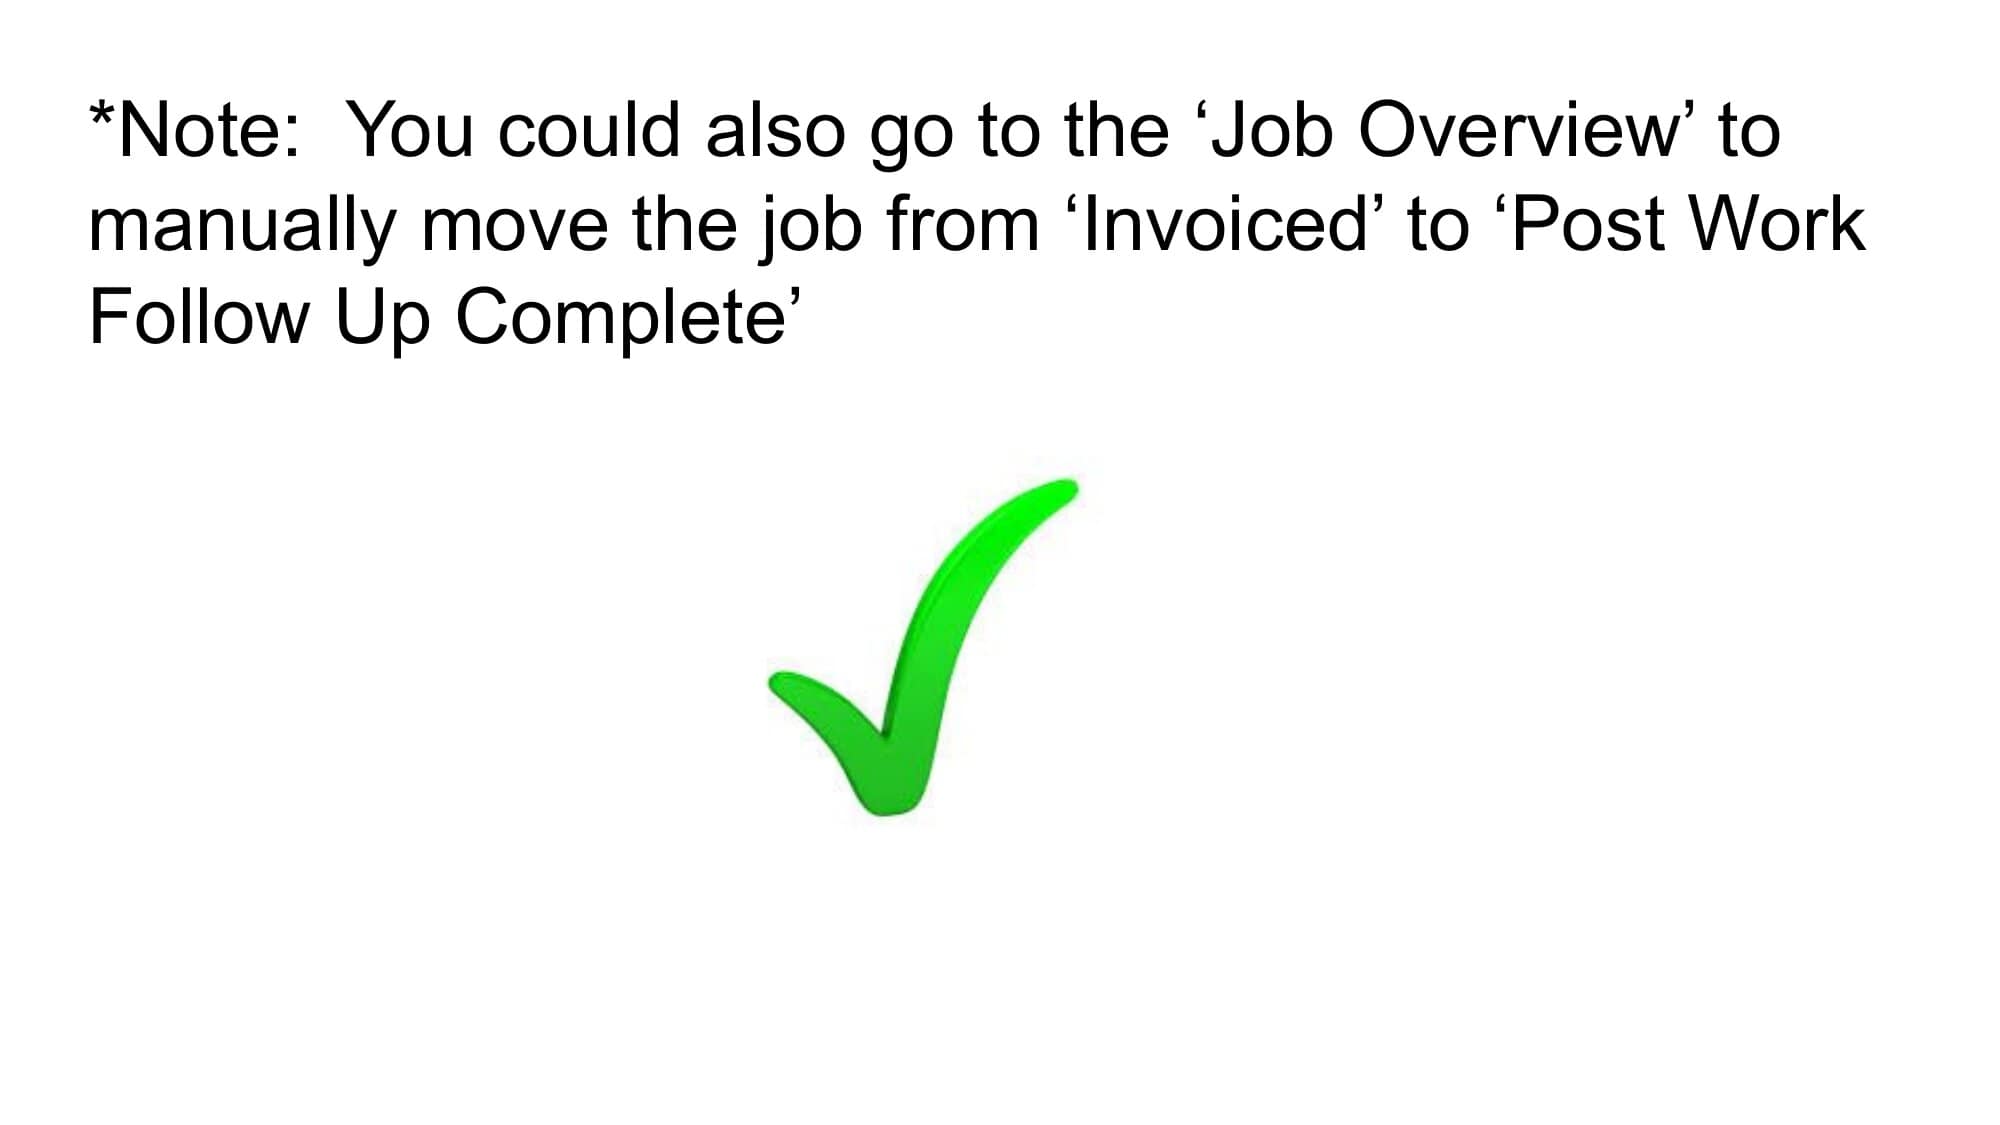 *Note:  You could also go to the ‘Job Overview’ to
manually move the job from ‘Invoiced’ to ‘Post Work
Follow Up Complete’